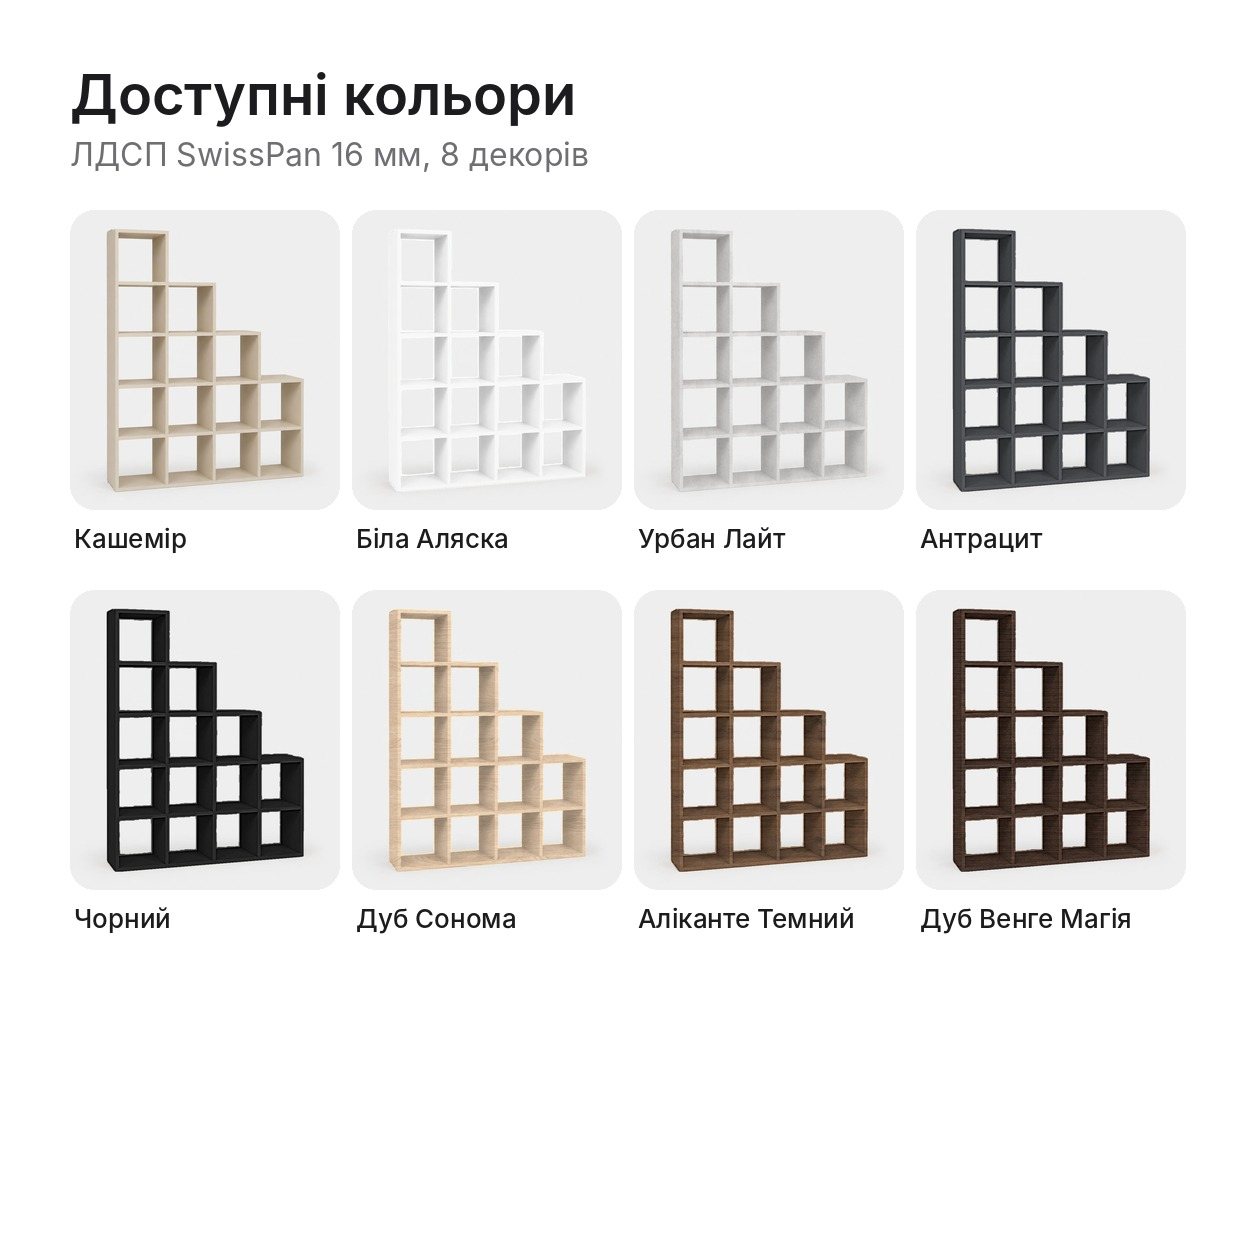 Доступні кольори
ЛДСП SwissPan 16 мм, 8 декорів
Кашемір
Біла Аляска
Урбан Лайт
Антрацит
Чорний
Дуб Сонома
Аліканте Темний
Дуб Венге Магія